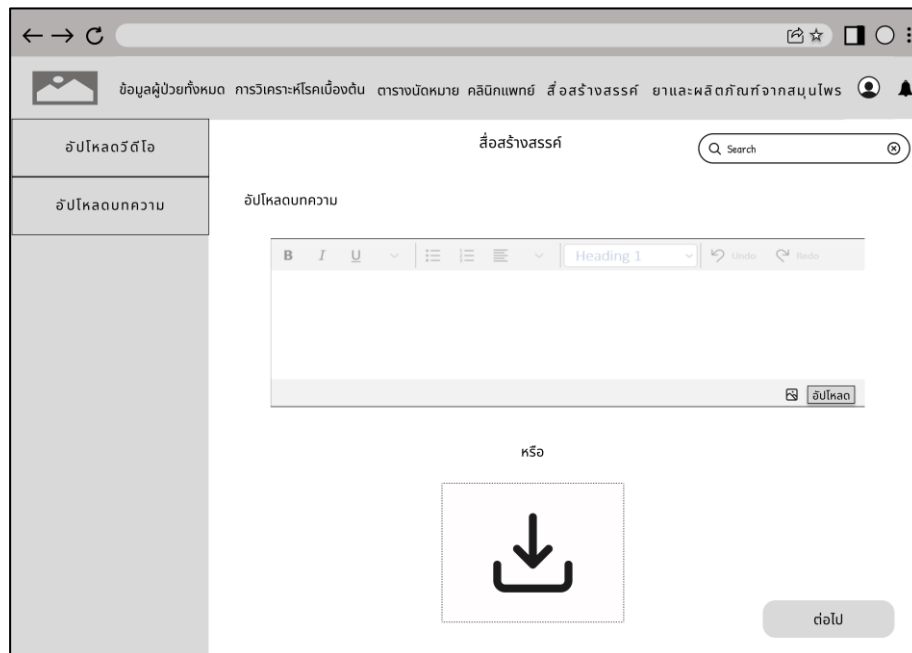 ข้อมูลผู้ป่วยทั้งหมด การวิเคราะห์โรคเบื้องต้น ตารางนัดหมาย คลินิกแพทย์ สื่อสร้างสรรค์ ยาและผลิตภัณฑ์จากสมุนไพร
อัปโหลดวีดีโอ
สื่อสร้างสรรค์
Search
อัปโหลดบทความ
อัปโหลดบทความ
B I U Heading 1 Undo Redo
อัปโหลด
หรือ
ต่อไป